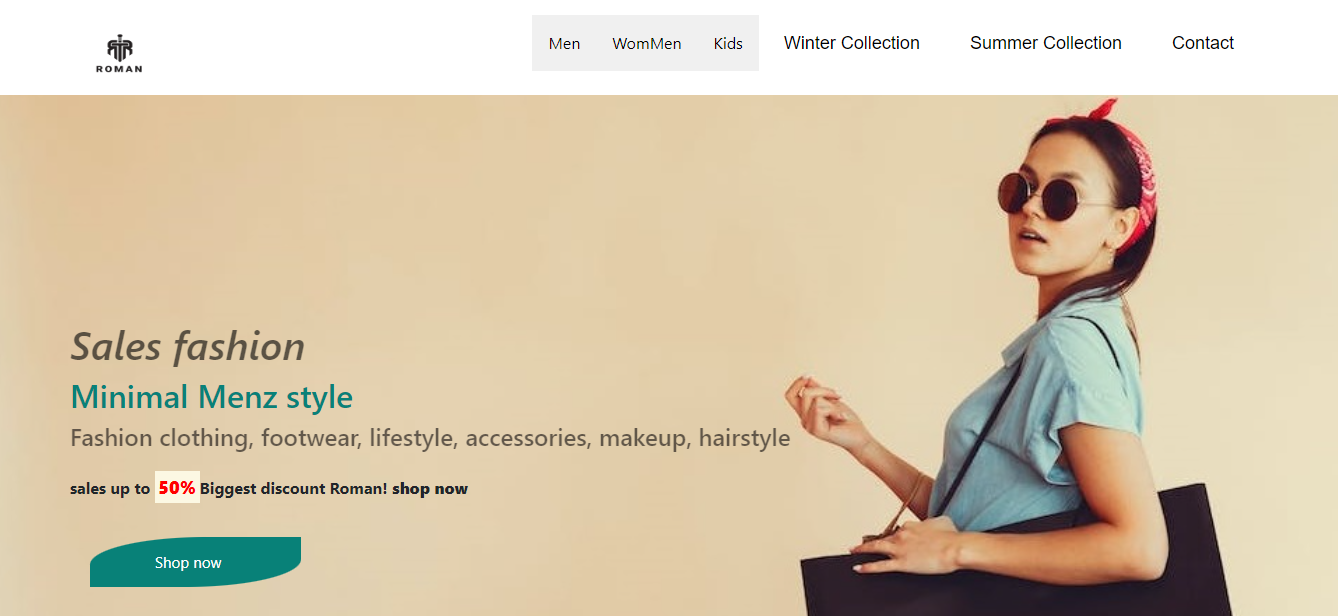 ROMAN
Men WomMen Kids Winter Collection Summer Collection Contact
Sales fashion
Minimal Menz style
Fashion clothing, footwear, lifestyle, accessories, makeup, hairstyle
sales up to 50% Biggest discount Roman! shop now
Shop now